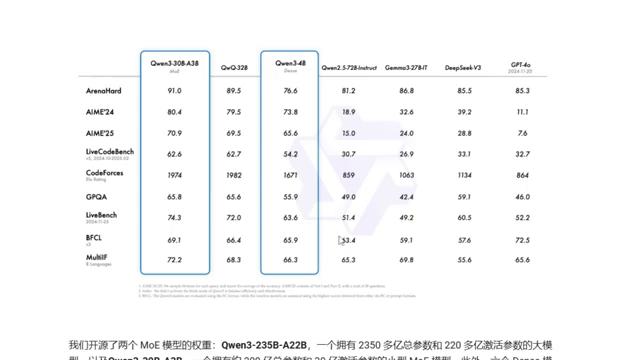 Qwen3-30B-A3B QwQ-32B Qwen3-4B Qwen2.5-72B-Instruct Gemma3-27B-IT DeepSeek-V3 GPT-4o
MoE Dense 2024-11-20
ArenaHard 91.0 89.5 76.6 81.2 86.8 85.5 85.3
AIME'24 80.4 79.5 73.8 18.9 32.6 39.2 11.1
AIME'25 70.9 69.5 65.6 15.0 24.0 28.8 7.6
LiveCodeBench 62.6 62.7 54.2 30.7 26.9 33.1 32.7
v5, 2024.10-2025.02
CodeForces 1974 1982 1671 859 1063 1134 864
Elo Rating
GPQA 65.8 65.6 55.9 49.0 42.4 59.1 46.0
LiveBench 74.3 72.0 63.6 51.4 49.2 60.5 52.2
2024-11-25
BFCL 69.1 66.4 65.9 63.4 59.1 57.6 72.5
v3
MultiIF 72.2 68.3 66.3 65.3 69.8 55.6 65.6
8 Languages
我们开源了两个 MoE 模型的权重：Qwen3-235B-A22B，一个拥有 2350 多亿总参数和 220 多亿激活参数的大模
型，以及Qwen3-30B-A3B，一个拥有约 300 亿总参数和 30 亿激活参数的小型 MoE 模型。此外，六个 Dense 模